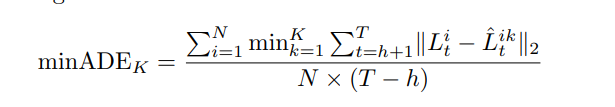 minADE_K = \frac{\sum_{i=1}^{N} \min_{k=1}^{K} \sum_{t=h+1}^{T} \| L_t^i - \hat{L}_t^{ik} \|_2}{N \times (T - h)}